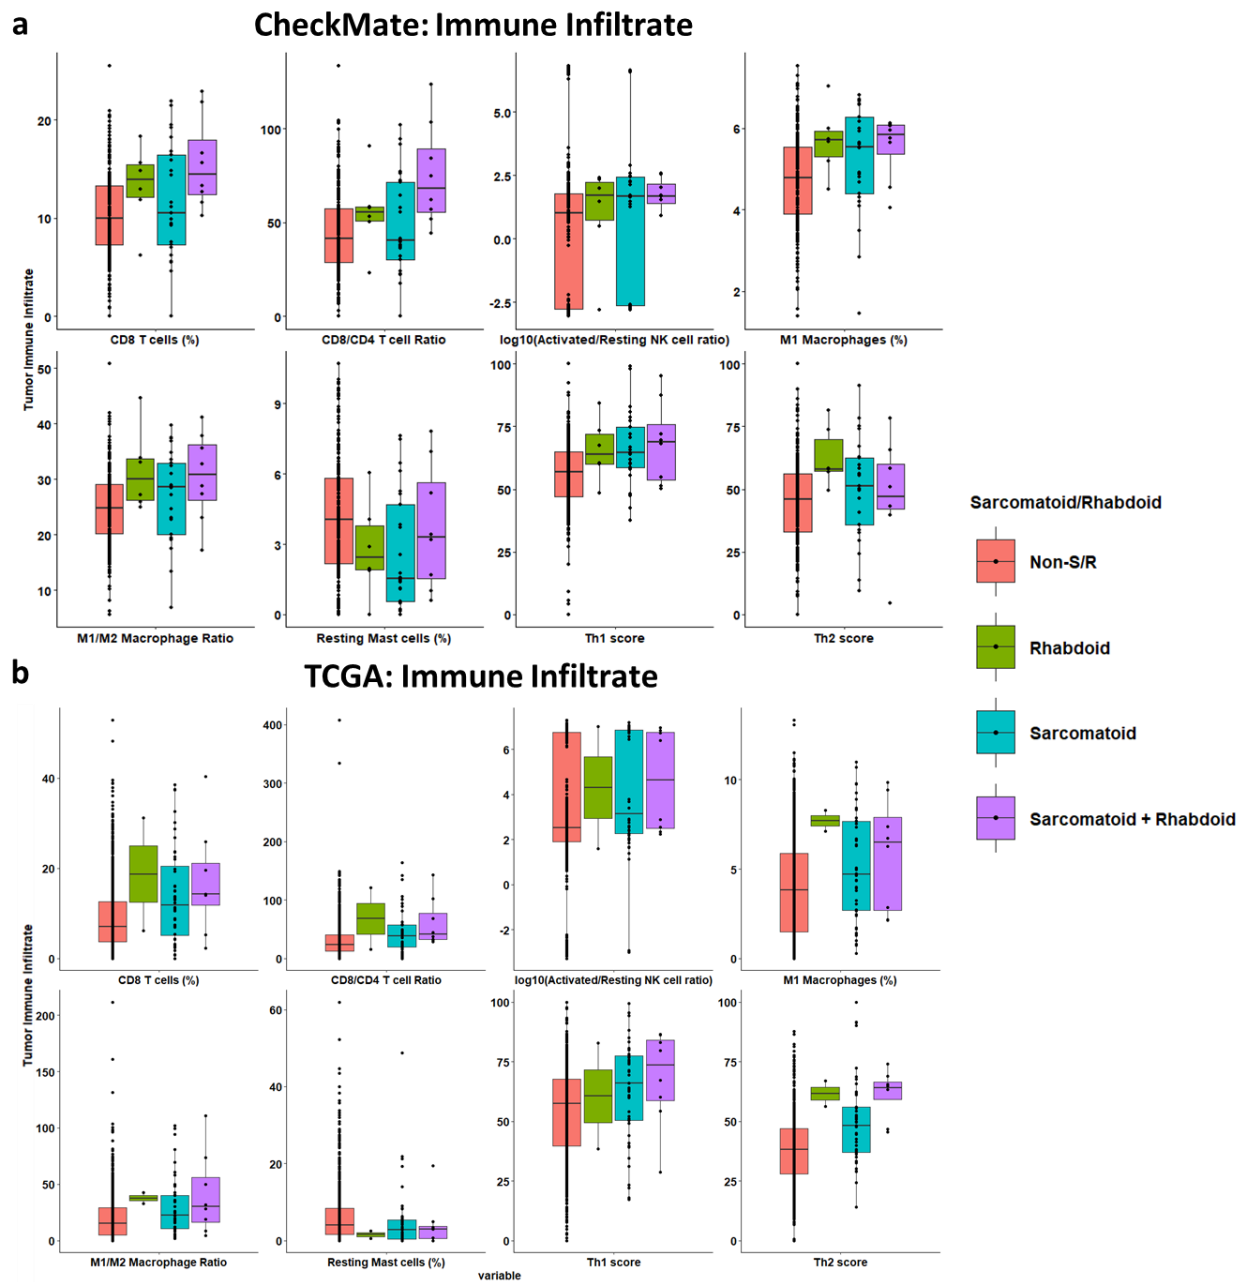 a
CheckMate: Immune Infiltrate
Tumor Immune Infiltrate
20
10
0
CD8 T cells (%)
100
50
0
CD8/CD4 T cell Ratio
5.0
2.5
0.0
-2.5
log10(Activated/Resting NK cell ratio)
6
4
2
M1 Macrophages (%)
50
40
30
20
10
M1/M2 Macrophage Ratio
9
6
3
0
Resting Mast cells (%)
100
75
50
25
0
Th1 score
100
75
50
25
0
Th2 score
Sarcomatoid/Rhabdoid
Non-S/R
Rhabdoid
Sarcomatoid
Sarcomatoid + Rhabdoid
b
TCGA: Immune Infiltrate
Tumor Immune Infiltrate
40
20
0
CD8 T cells (%)
400
300
200
100
0
CD8/CD4 T cell Ratio
6
4
2
0
-2
log10(Activated/Resting NK cell ratio)
10
5
0
M1 Macrophages (%)
200
150
100
50
0
M1/M2 Macrophage Ratio
60
40
20
0
Resting Mast cells (%)
100
75
50
25
0
Th1 score
100
75
50
25
0
Th2 score
variable